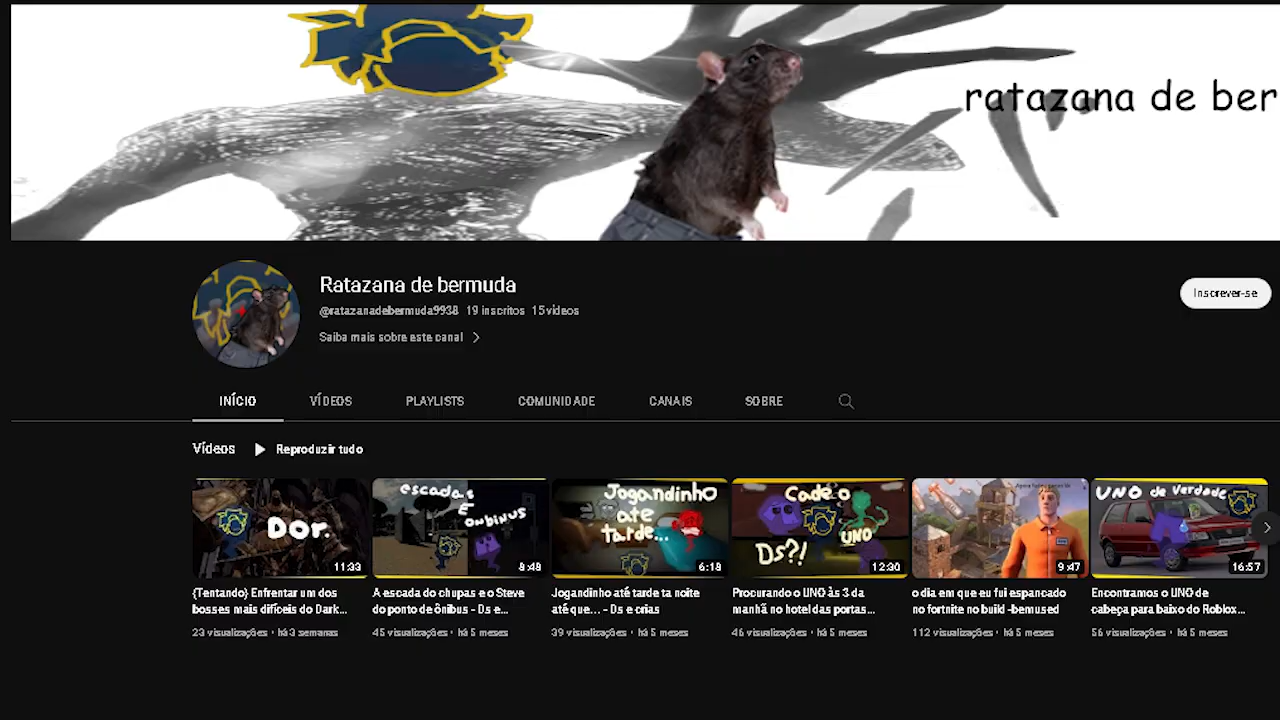 ratazana de ber
Ratazana de bermuda
@ratazanadebermuda9938 19 inscritos 15 vídeos
Saiba mais sobre este canal
Inscrever-se
INÍCIO VÍDEOS PLAYLISTS COMUNIDADE CANAIS SOBRE
Vídeos Reproduzir tudo
Dor.
11:33
escadas
E
onbinus
8:48
Jogandinho
ate
tarde...
6:18
Cade o
UNO
Ds?!
12:30
9:47
UNO de verdade
16:57
{Tentando} Enfrentar um dos
bosses mais difíceis do Dark...
23 visualizações • há 3 semanas
A escada do chupas e o Steve
do ponto de ônibus - Ds e...
45 visualizações • há 5 meses
Jogandinho até tarde ta noite
até que... - Ds e crias
39 visualizações • há 5 meses
Procurando o UNO às 3 da
manhã no hotel das portas...
46 visualizações • há 5 meses
o dia em que eu fui espancado
no fortnite no build -bemused
112 visualizações • há 5 meses
Encontramos o UNO de
cabeça para baixo do Roblox...
56 visualizações • há 5 meses